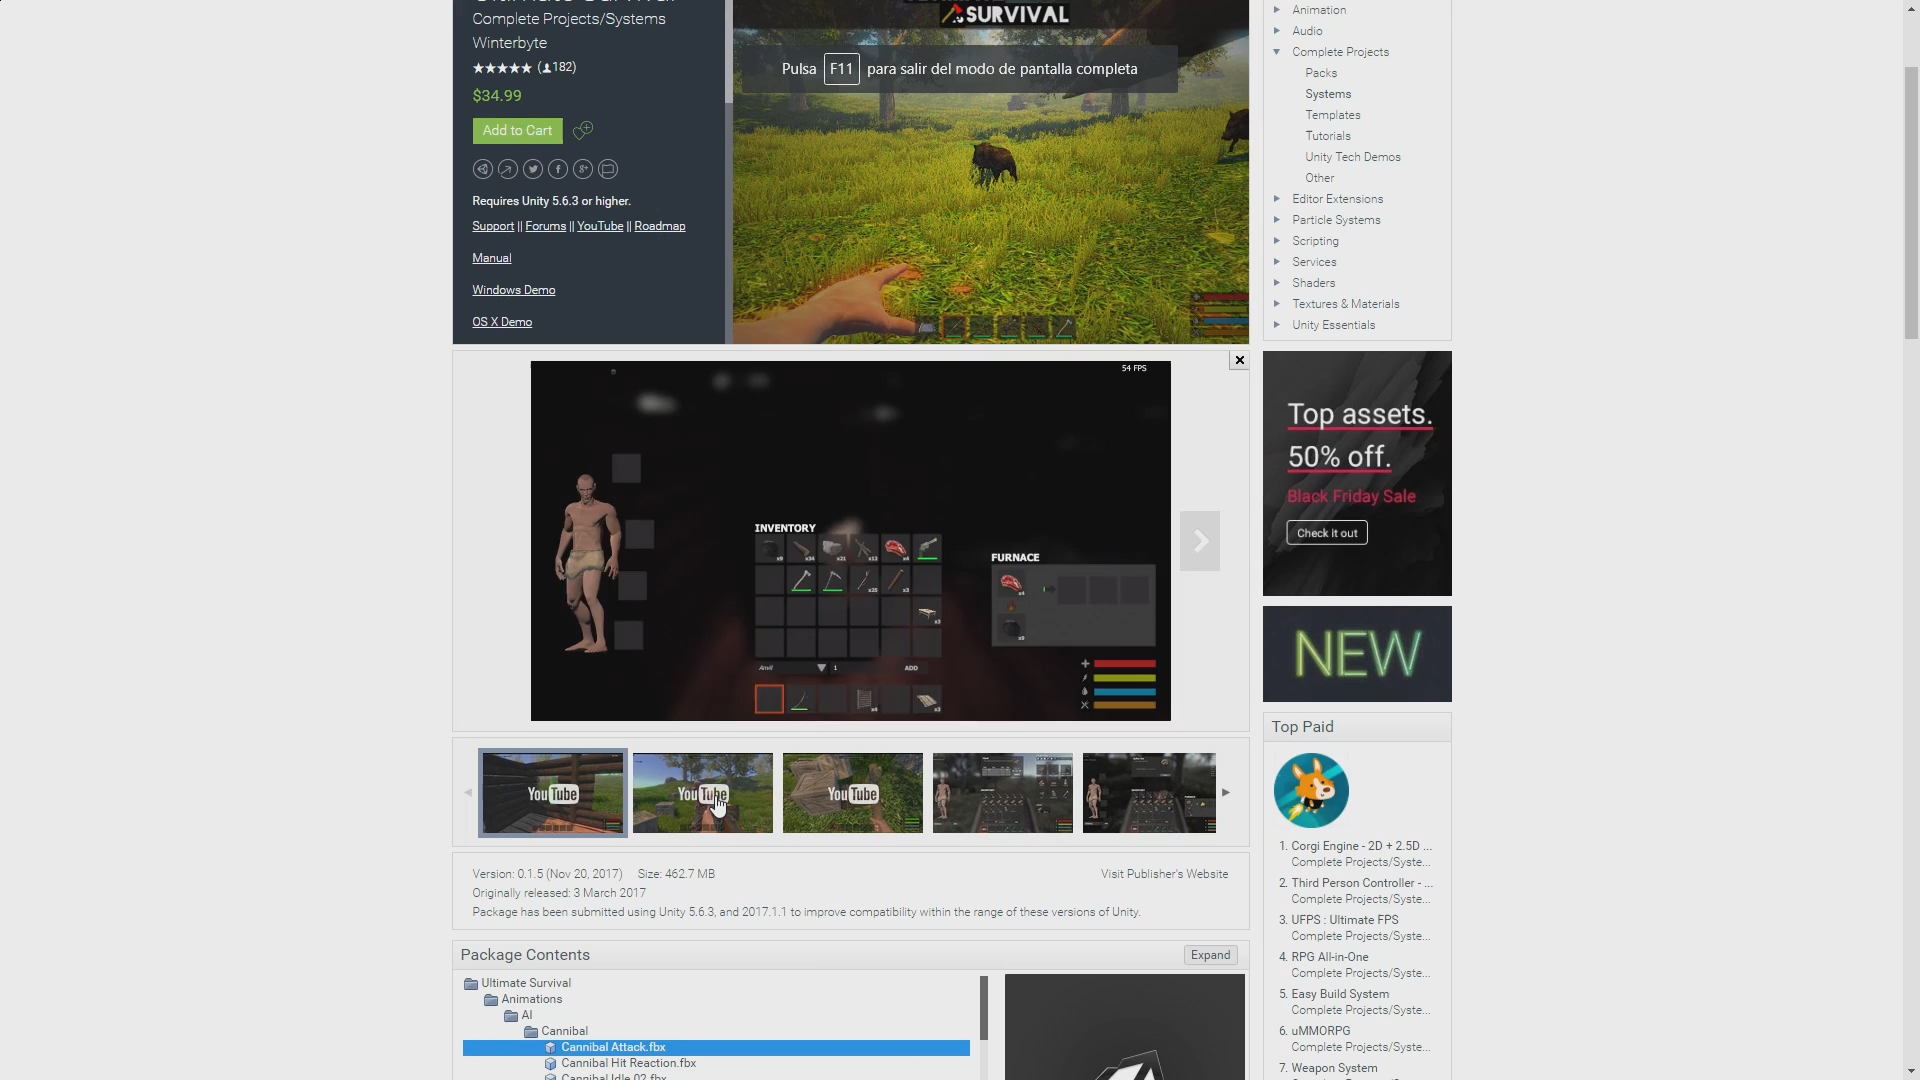 Complete Projects/Systems
Winterbyte
(182)
$34.99
Add to Cart
Requires Unity 5.6.3 or higher.
Support || Forums || YouTube || Roadmap
Manual
Windows Demo
OS X Demo
SURVIVAL
Pulsa F11 para salir del modo de pantalla completa
Animation
Audio
Complete Projects
Packs
Systems
Templates
Tutorials
Unity Tech Demos
Other
Editor Extensions
Particle Systems
Scripting
Services
Shaders
Textures & Materials
Unity Essentials
54 FPS
INVENTORY
FURNACE
Anvil 1 ADD
Top assets.
50% off.
Black Friday Sale
Check it out
NEW
YouTube
YouTube
YouTube
Version: 0.1.5 (Nov 20, 2017) Size: 462.7 MB
Visit Publisher's Website
Originally released: 3 March 2017
Package has been submitted using Unity 5.6.3, and 2017.1.1 to improve compatibility within the range of these versions of Unity.
Package Contents
Expand
Ultimate Survival
Animations
AI
Cannibal
Cannibal Attack.fbx
Cannibal Hit Reaction.fbx
Cannibal Idle 02.fbx
Top Paid
1. Corgi Engine - 2D + 2.5D ...
Complete Projects/Syste...
2. Third Person Controller - ...
Complete Projects/Syste...
3. UFPS : Ultimate FPS
Complete Projects/Syste...
4. RPG All-in-One
Complete Projects/Syste...
5. Easy Build System
Complete Projects/Syste...
6. uMMORPG
Complete Projects/Syste...
7. Weapon System